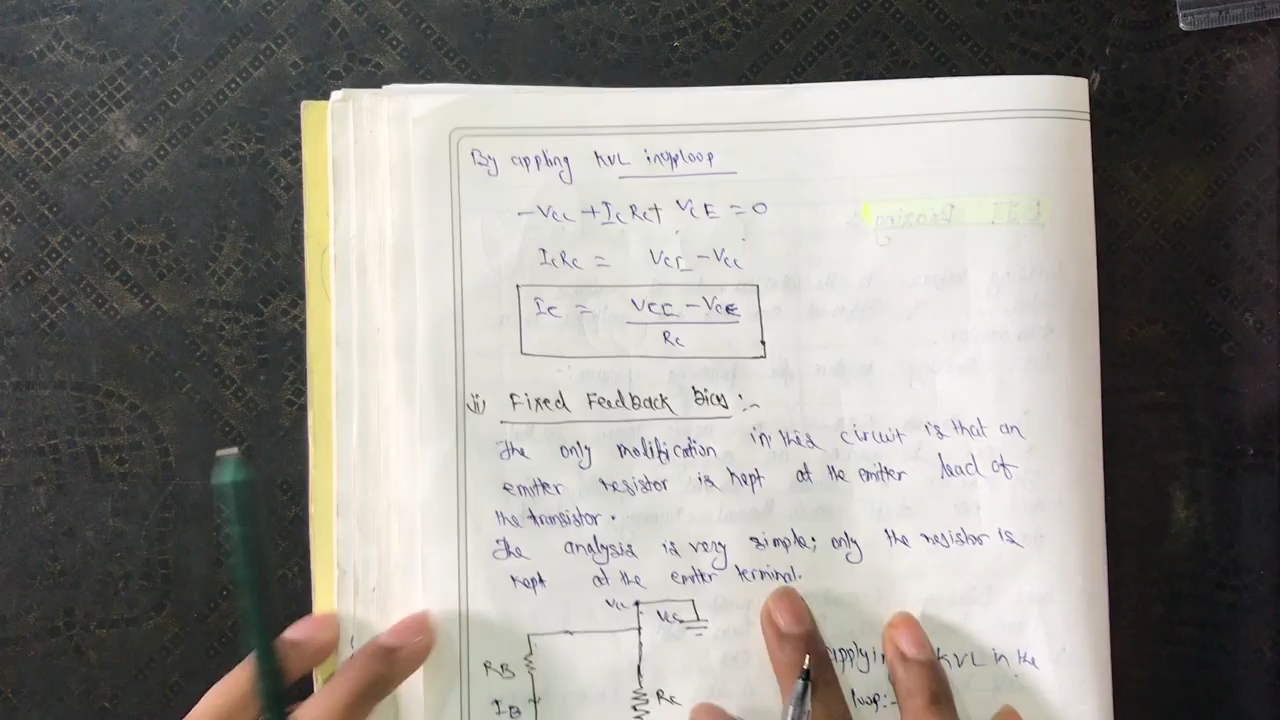 By appling KVL in o/p loop
-Vcc + IcRc + VCE = 0
IcRc = VCE - Vcc
Ic = VCC - VCE
Rc
ii) Fixed Feedback Bias :-
The only modification in this circuit is that an
emitter resistor is kept at the emitter lead of
the transistor.
The analysis is very simple; only the resistor is
kept at the emitter terminal.
Vcc
Vcc
RB
RC
IB
KVL in the
loop:-